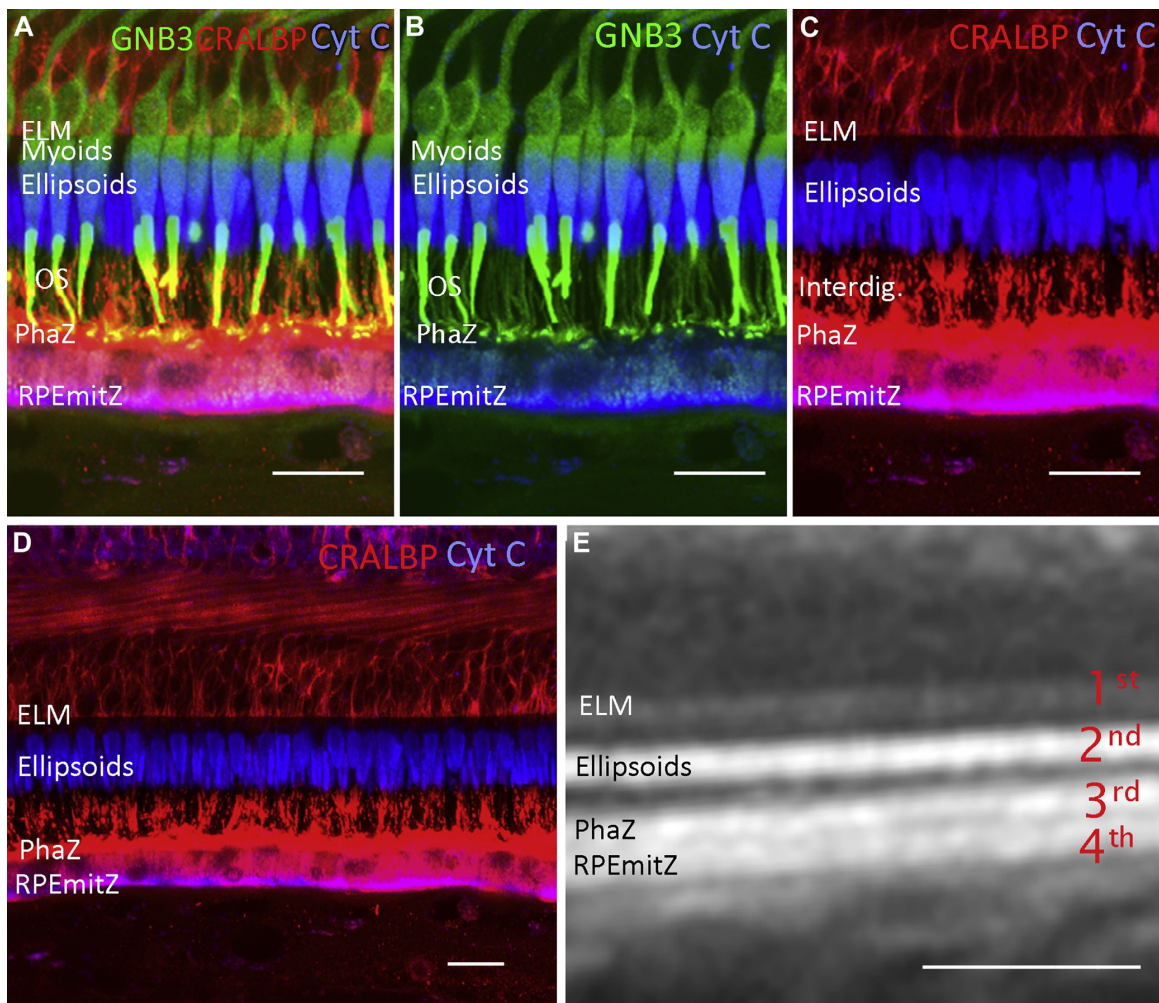 A
GNB3 CRALBP Cyt C
ELM
Myoids
Ellipsoids
OS
PhaZ
RPEmitZ
B
GNB3 Cyt C
Myoids
Ellipsoids
OS
PhaZ
RPEmitZ
C
CRALBP Cyt C
ELM
Ellipsoids
Interdig.
PhaZ
RPEmitZ
D
CRALBP Cyt C
ELM
Ellipsoids
PhaZ
RPEmitZ
E
1st
ELM
2nd
Ellipsoids
3rd
PhaZ
4th
RPEmitZ